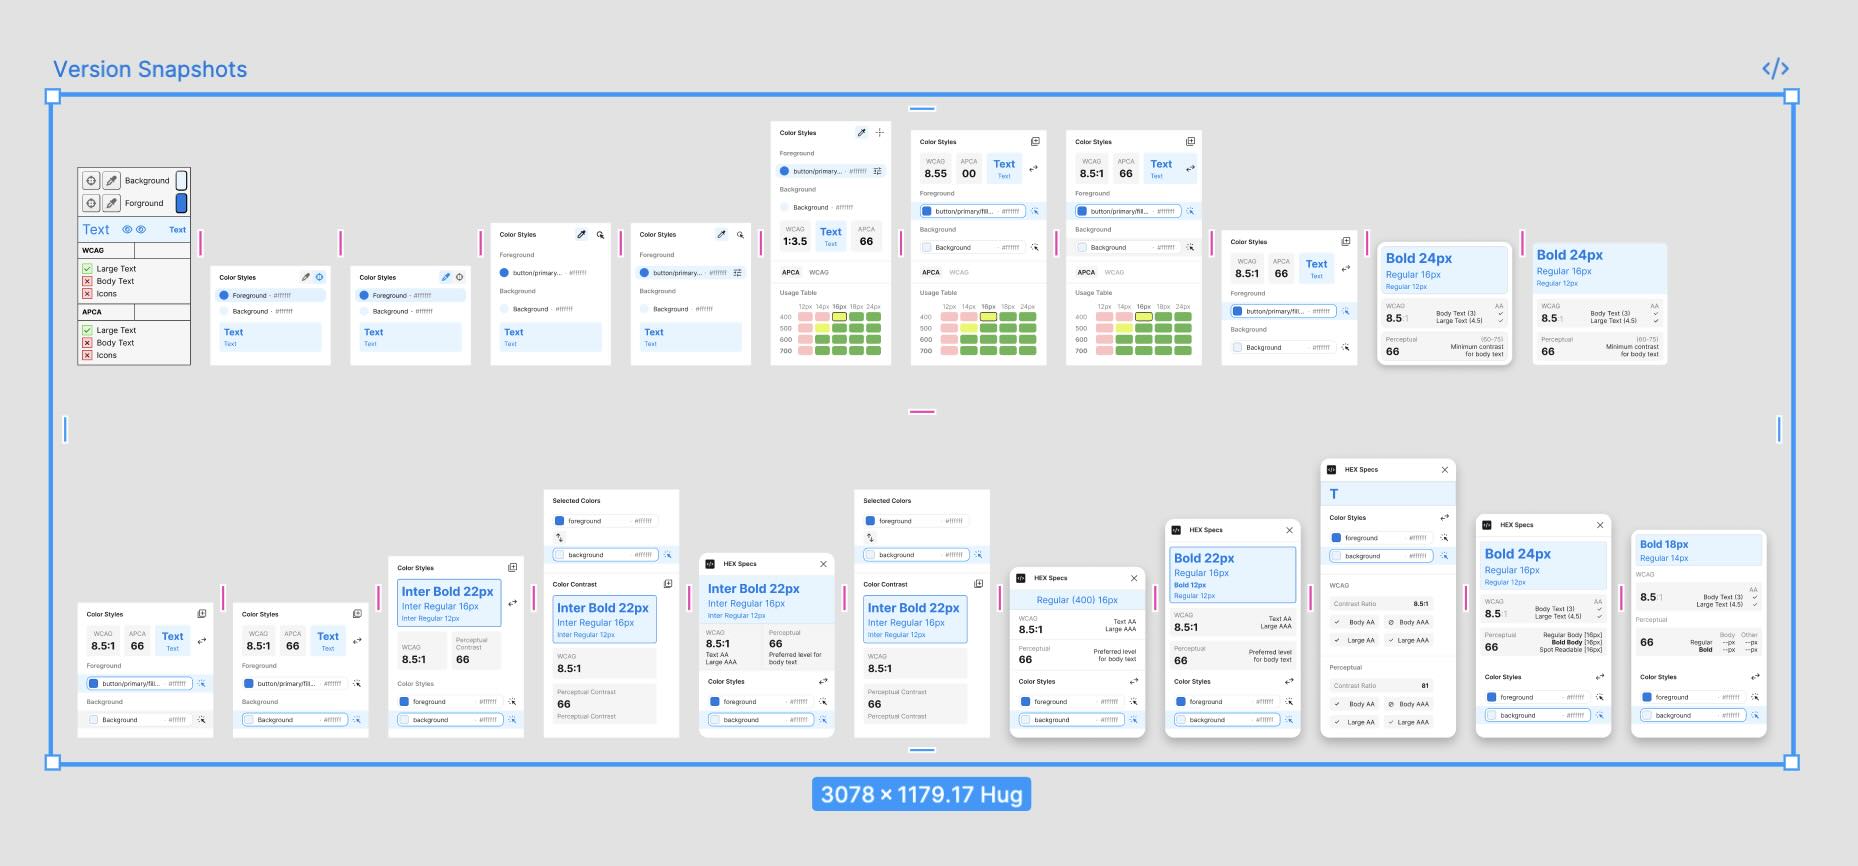 Version Snapshots
</>
Background
Forground
Text
Text
WCAG
Large Text
Body Text
Icons
APCA
Large Text
Body Text
Icons
Color Styles
Foreground · #ffffff
Background · #ffffff
Text
Text
Color Styles
Foreground · #ffffff
Background · #ffffff
Text
Text
Color Styles
Foreground
button/primary... · #ffffff
Background
Background · #ffffff
Text
Text
Color Styles
Foreground
button/primary... · #ffffff
Background
Background · #ffffff
Text
Text
Color Styles
Foreground
button/primary... · #ffffff
Background
Background · #ffffff
WCAG
1:3.5
Text
Text
APCA
66
APCA WCAG
Usage Table
12px 14px 16px 18px 24px
400
500
600
700
Color Styles
WCAG
8.55
APCA
00
Text
Text
Foreground
button/primary/fill... · #ffffff
Background
Background · #ffffff
APCA WCAG
Usage Table
12px 14px 16px 18px 24px
400
500
600
700
Color Styles
WCAG
8.5:1
APCA
66
Text
Text
Foreground
button/primary/fill... · #ffffff
Background
Background · #ffffff
APCA WCAG
Usage Table
12px 14px 16px 18px 24px
400
500
600
700
Color Styles
WCAG
8.5:1
APCA
66
Text
Text
Foreground
button/primary/fill... · #ffffff
Background
Background · #ffffff
Bold 24px
Regular 16px
Regular 12px
WCAG AA
8.5:1
Body Text (3) ✓
Large Text (4.5) ✓
Perceptual (60-75)
66
Minimum contrast
for body text
Bold 24px
Regular 16px
Regular 12px
WCAG AA
8.5:1
Body Text (3) ✓
Large Text (4.5) ✓
Perceptual (60-75)
66
Minimum contrast
for body text
Color Styles
WCAG
8.5:1
APCA
66
Text
Text
Foreground
button/primary/fill... · #ffffff
Background
Background · #ffffff
Color Styles
WCAG
8.5:1
APCA
66
Text
Text
Foreground
button/primary/fill... · #ffffff
Background
Background · #ffffff
Color Styles
Inter Bold 22px
Inter Regular 16px
Inter Regular 12px
WCAG
8.5:1
Perceptual
Contrast
66
Color Styles
foreground · #ffffff
background · #ffffff
Selected Colors
foreground · #ffffff
background · #ffffff
Color Contrast
Inter Bold 22px
Inter Regular 16px
Inter Regular 12px
WCAG
8.5:1
Perceptual Contrast
66
Perceptual Contrast
HEX Specs
Inter Bold 22px
Inter Regular 16px
Inter Regular 12px
WCAG
8.5:1
Text AA
Large AAA
Perceptual
66
Preferred level for
body text
Color Styles
foreground · #ffffff
background · #ffffff
Selected Colors
foreground · #ffffff
background · #ffffff
Color Contrast
Inter Bold 22px
Inter Regular 16px
Inter Regular 12px
WCAG
8.5:1
Perceptual Contrast
66
Perceptual Contrast
HEX Specs
Regular (400) 16px
WCAG
8.5:1
Text AA
Large AAA
Perceptual
66
Preferred level
for body text
Color Styles
foreground · #ffffff
background · #ffffff
HEX Specs
Bold 22px
Regular 16px
Bold 12px
Regular 12px
WCAG
8.5:1
Text AA
Large AAA
Perceptual
66
Preferred level
for body text
Color Styles
foreground · #ffffff
background · #ffffff
HEX Specs
T
Color Styles
foreground · #ffffff
background · #ffffff
WCAG
Contrast Ratio 8.5:1
Body AA Body AAA
Large AA Large AAA
Perceptual
Contrast Ratio 81
Body AA Body AAA
Large AA Large AAA
HEX Specs
Bold 24px
Regular 16px
Regular 12px
WCAG AA
8.5:1
Body Text (3) ✓
Large Text (4.5) ✓
Perceptual
66
Regular Body [16px]
Bold Body [16px]
Spot Readable [16px]
Color Styles
foreground · #ffffff
background · #ffffff
Bold 18px
Regular 14px
WCAG
8.5:1
Body Text (3) ✓
Large Text (4.5) ✓
Perceptual
66
Body Other
Regular --px --px
Bold --px --px
Color Styles
foreground · #ffffff
background · #ffffff
3078 × 1179.17 Hug